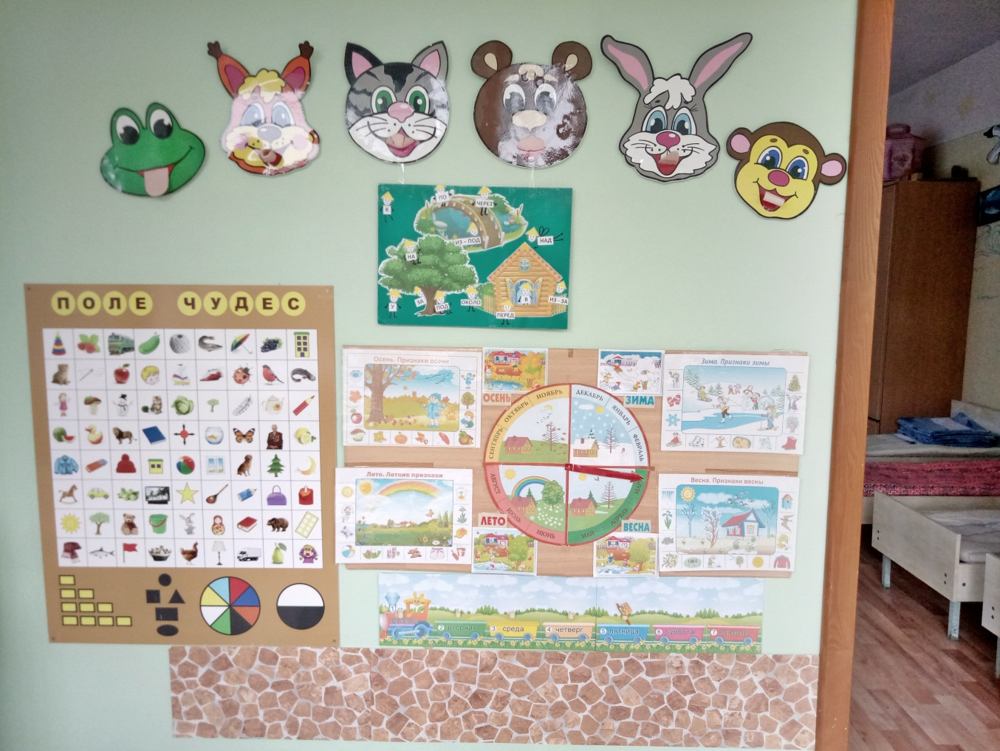 К
ПО
ЧЕРЕЗ
ИЗ – ПОД
НАД
НА
У
ЗА
ПОД
ОКОЛО
ПЕРЕД
В
ИЗ - ЗА
ПОЛЕ ЧУДЕС
Осень. Признаки осени
ОСЕНЬ
СЕНТЯБРЬ
ОКТЯБРЬ
НОЯБРЬ
ДЕКАБРЬ
ЯНВАРЬ
ФЕВРАЛЬ
ЗИМА
Зима. Признаки зимы
Лето. Летние признаки
ЛЕТО
АВГУСТ
ИЮЛЬ
ИЮНЬ
МАЙ
АПРЕЛЬ
МАРТ
ВЕСНА
Весна. Признаки весны
1
2 вторник
3 среда
4 четверг
5 пятница
6 суббота
7